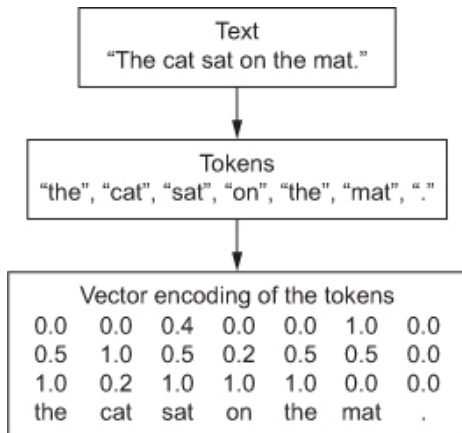 Text
“The cat sat on the mat.”
Tokens
“the”, “cat”, “sat”, “on”, “the”, “mat”, “.”
Vector encoding of the tokens
0.0 0.0 0.4 0.0 0.0 1.0 0.0
0.5 1.0 0.5 0.2 0.5 0.5 0.0
1.0 0.2 1.0 1.0 1.0 0.0 0.0
the cat sat on the mat .